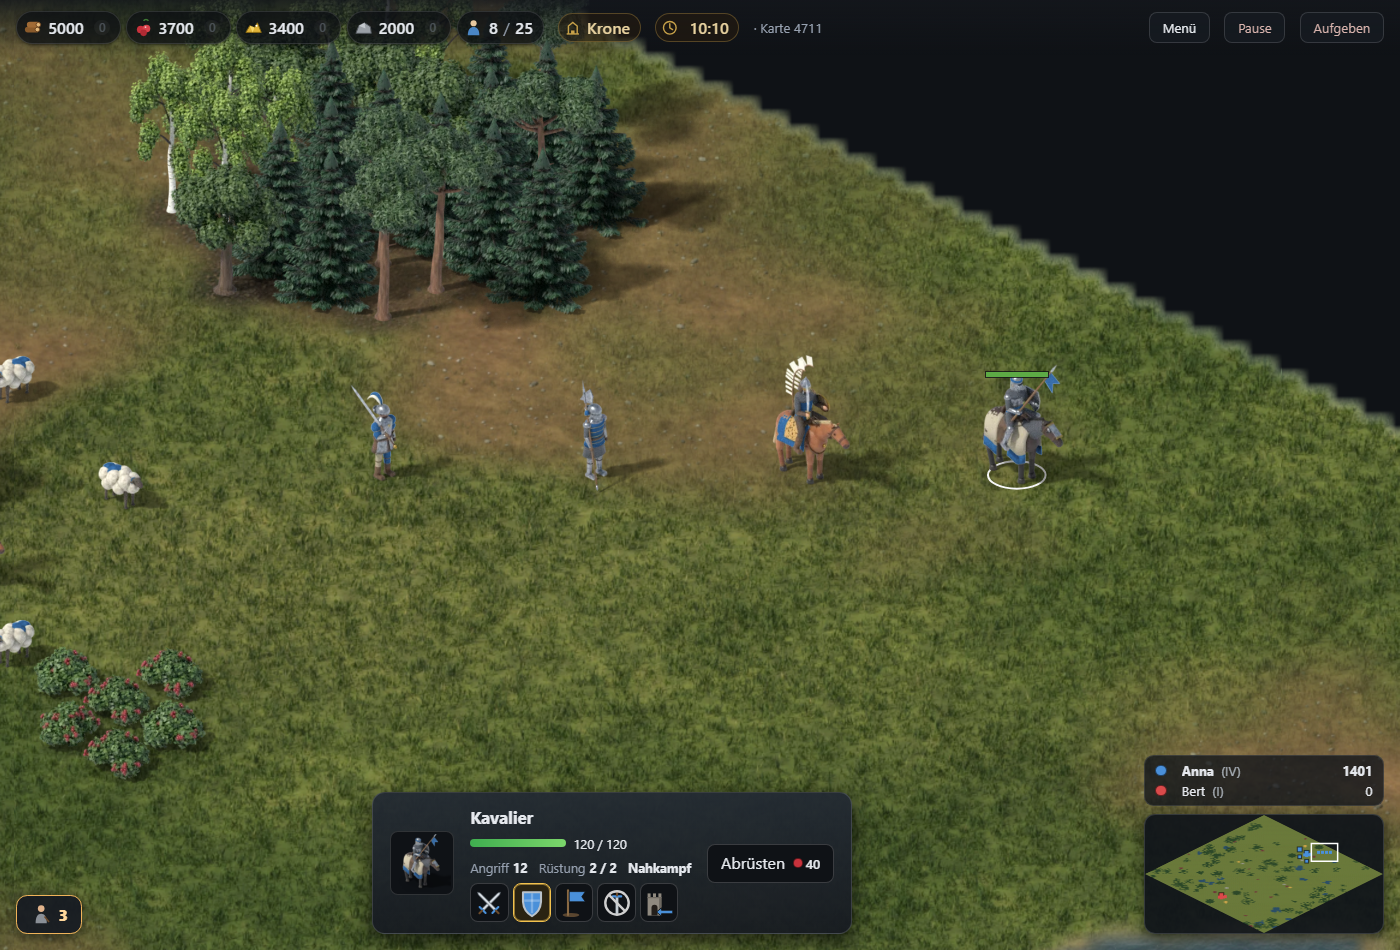 5000 0 3700 0 3400 0 2000 0 8 / 25 Krone 10:10 · Karte 4711 Menü Pause Aufgeben
Anna (IV) 1401
Bert (I) 0
Kavalier
120 / 120
Angriff 12 Rüstung 2 / 2 Nahkampf
Abrüsten 40
3